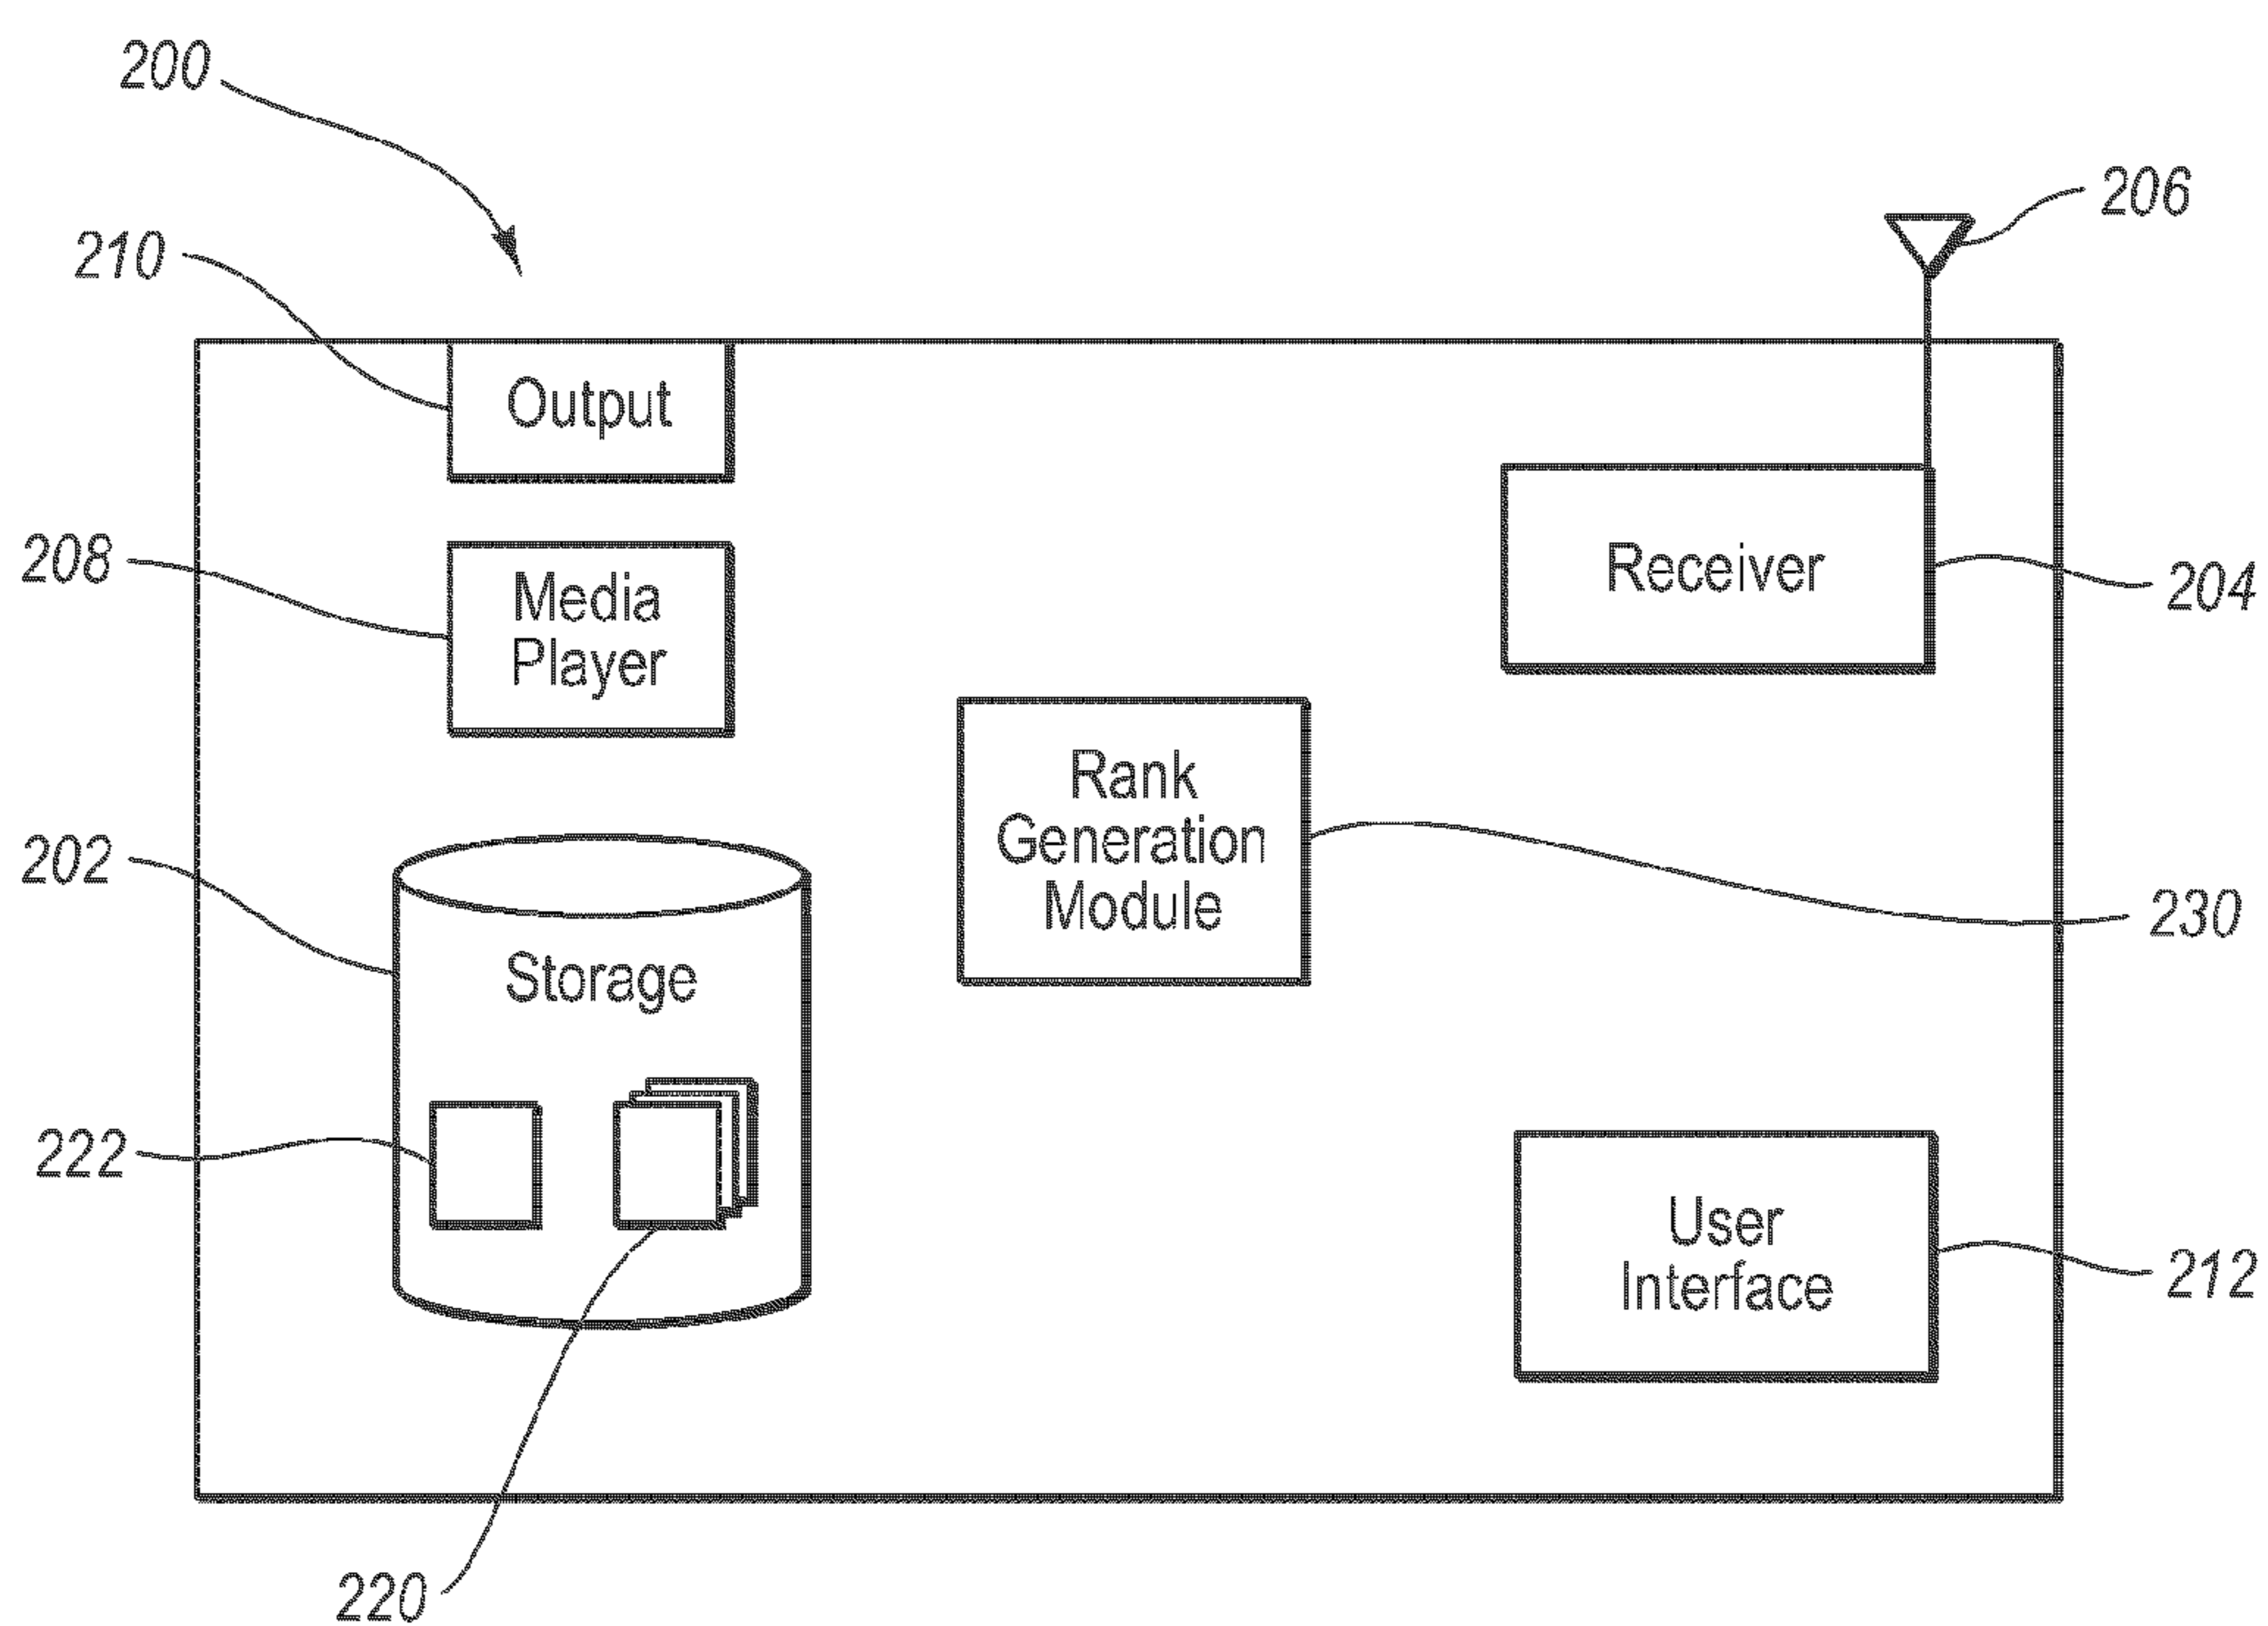 200
206
210
Output
Receiver
204
208
Media
Player
Rank
Generation
Module
230
202
Storage
222
User
Interface
212
220